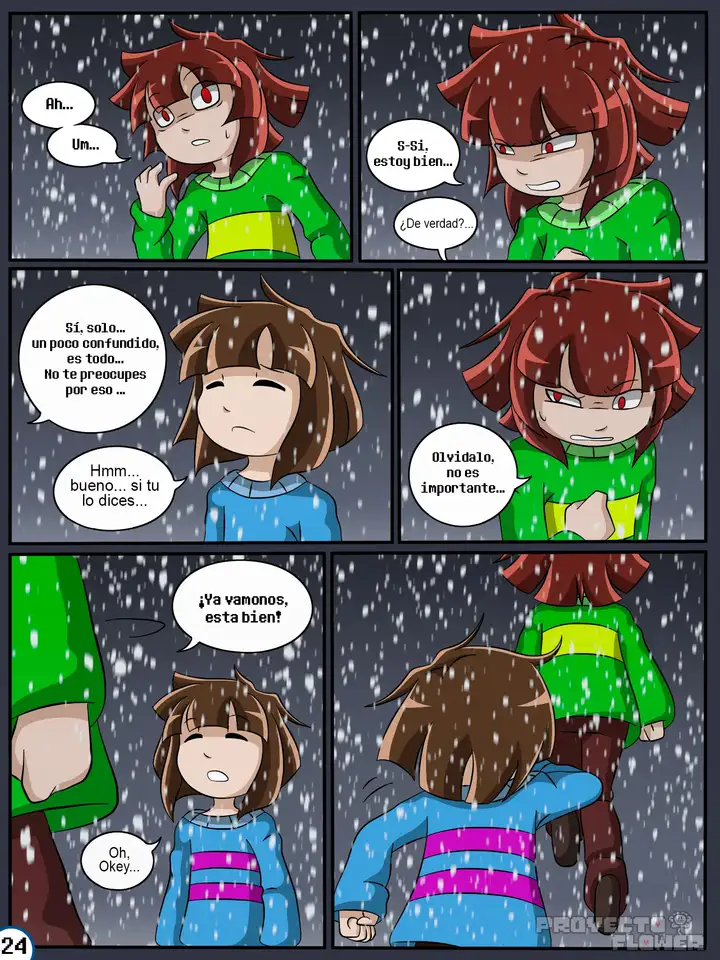 Ah...
Um...
S-Si,
estoy bien...
¿De verdad?...
Sí, solo...
un poco confundido,
es todo...
No te preocupes
por eso ...
Hmm...
bueno... si tu
lo dices...
Olvidalo,
no es
importante...
¡Ya vamonos,
esta bien!
Oh,
Okey...
24
PROYECTO
FLOWER